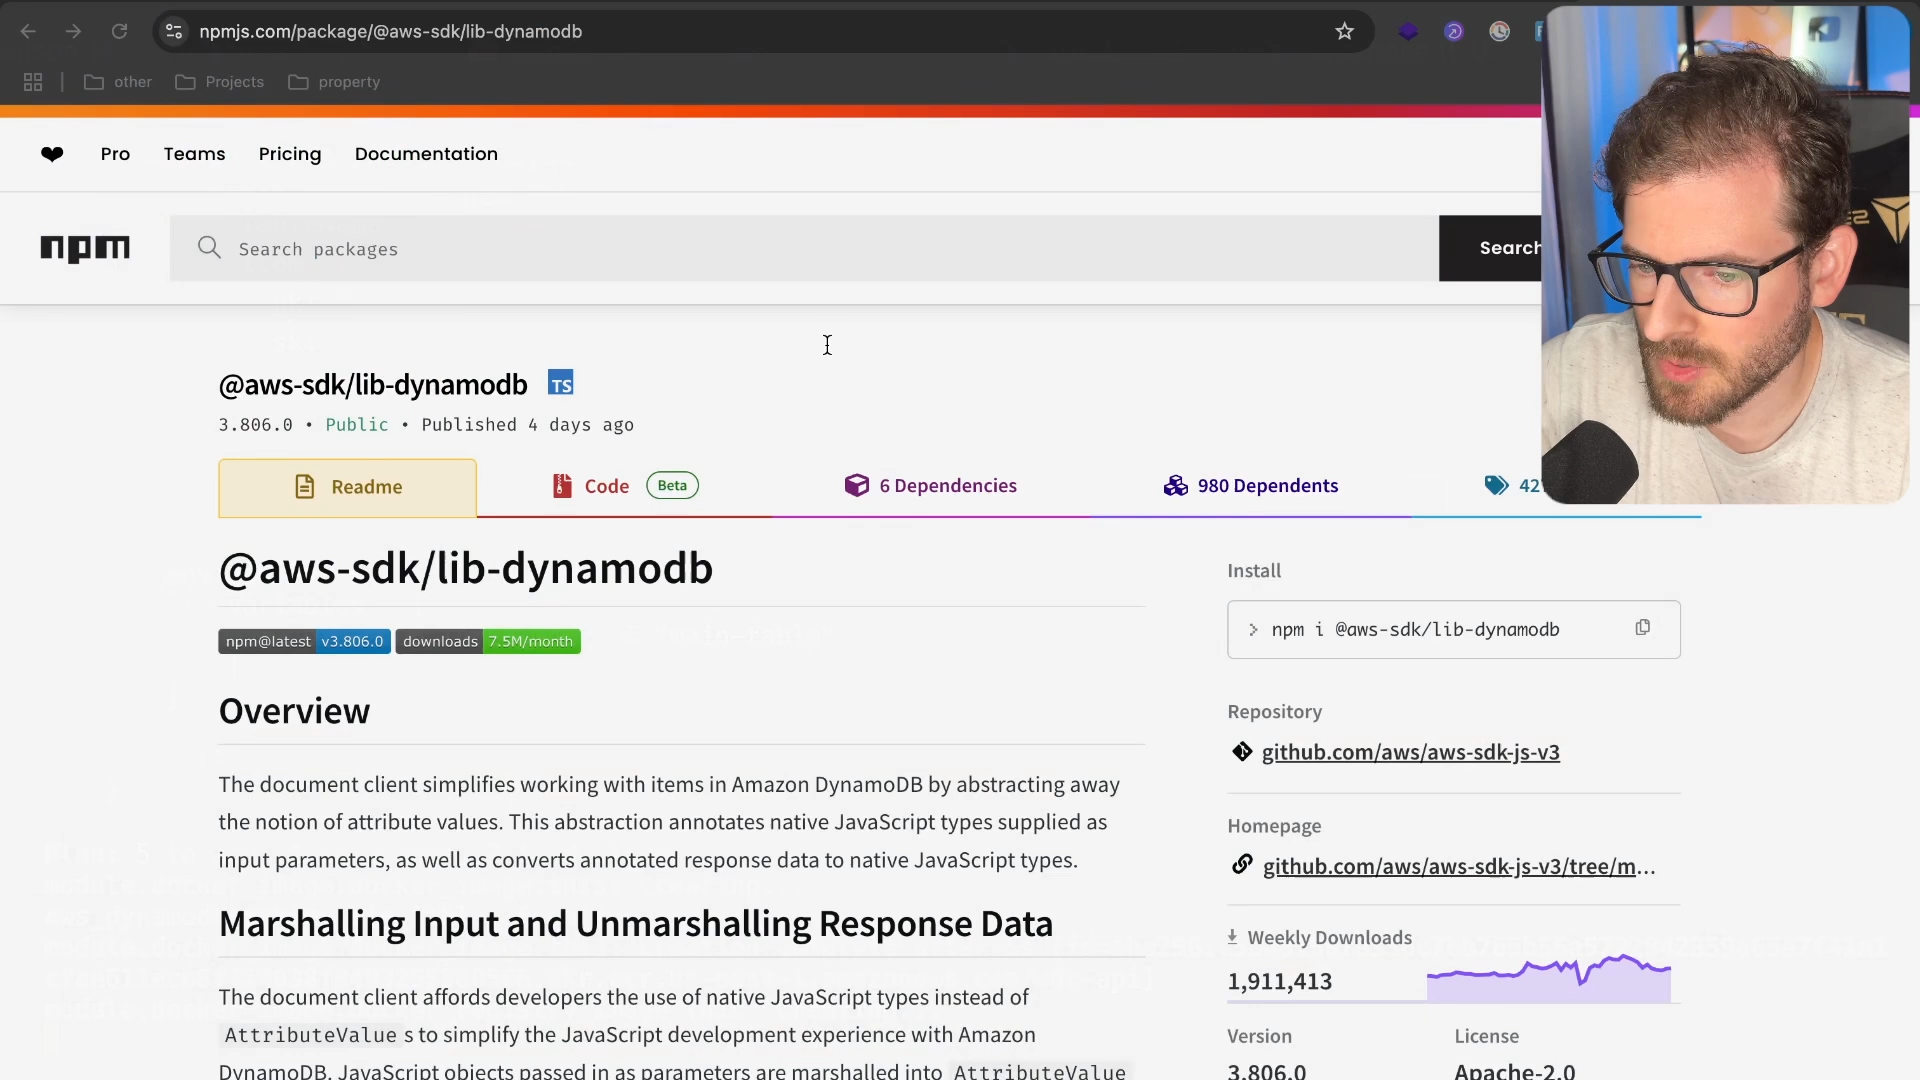 npmjs.com/package/@aws-sdk/lib-dynamodb
other
Projects
property
Pro
Teams
Pricing
Documentation
npm
Search packages
Search
@aws-sdk/lib-dynamodb TS
3.806.0 • Public • Published 4 days ago
Readme
Code Beta
6 Dependencies
980 Dependents
@aws-sdk/lib-dynamodb
npm@latest v3.806.0 downloads 7.5M/month
Overview
The document client simplifies working with items in Amazon DynamoDB by abstracting away
the notion of attribute values. This abstraction annotates native JavaScript types supplied as
input parameters, as well as converts annotated response data to native JavaScript types.
Marshalling Input and Unmarshalling Response Data
The document client affords developers the use of native JavaScript types instead of
AttributeValue s to simplify the JavaScript development experience with Amazon
DynamoDB. JavaScript objects passed in as parameters are marshalled into AttributeValue
Install
> npm i @aws-sdk/lib-dynamodb
Repository
github.com/aws/aws-sdk-js-v3
Homepage
github.com/aws/aws-sdk-js-v3/tree/m...
Weekly Downloads
1,911,413
Version
License
3.806.0
Apache-2.0